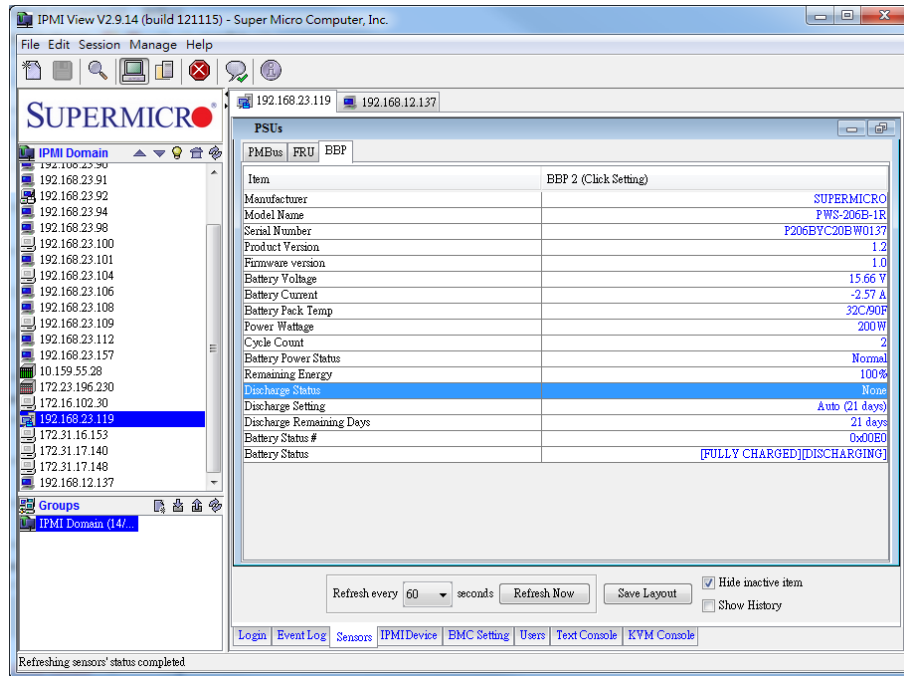 IPMI View V2.9.14 (build 121115) - Super Micro Computer, Inc.
File Edit Session Manage Help
SUPERMICRO
IPMI Domain
192.168.23.90
192.168.23.91
192.168.23.92
192.168.23.94
192.168.23.98
192.168.23.100
192.168.23.101
192.168.23.104
192.168.23.106
192.168.23.108
192.168.23.109
192.168.23.112
192.168.23.157
10.159.55.28
172.23.196.230
172.16.102.30
192.168.23.119
172.31.16.153
172.31.17.140
172.31.17.148
192.168.12.137
Groups
IPMI Domain (14/...
192.168.23.119 192.168.12.137
PSUs
PMBus FRU BBP
Item BBP 2 (Click Setting)
Manufacturer SUPERMICRO
Model Name PWS-206B-1R
Serial Number P206BYC20BW0137
Product Version 1.2
Firmware version 1.0
Battery Voltage 15.66 V
Battery Current -2.57 A
Battery Pack Temp 32C/90F
Power Wattage 200 W
Cycle Count 2
Battery Power Status Normal
Remaining Energy 100%
Discharge Status None
Discharge Setting Auto (21 days)
Discharge Remaining Days 21 days
Battery Status # 0x00E0
Battery Status [FULLY CHARGED][DISCHARGING]
Refresh every 60 seconds Refresh Now Save Layout
Hide inactive item
Show History
Login Event Log Sensors IPMI Device BMC Setting Users Text Console KVM Console
Refreshing sensors' status completed